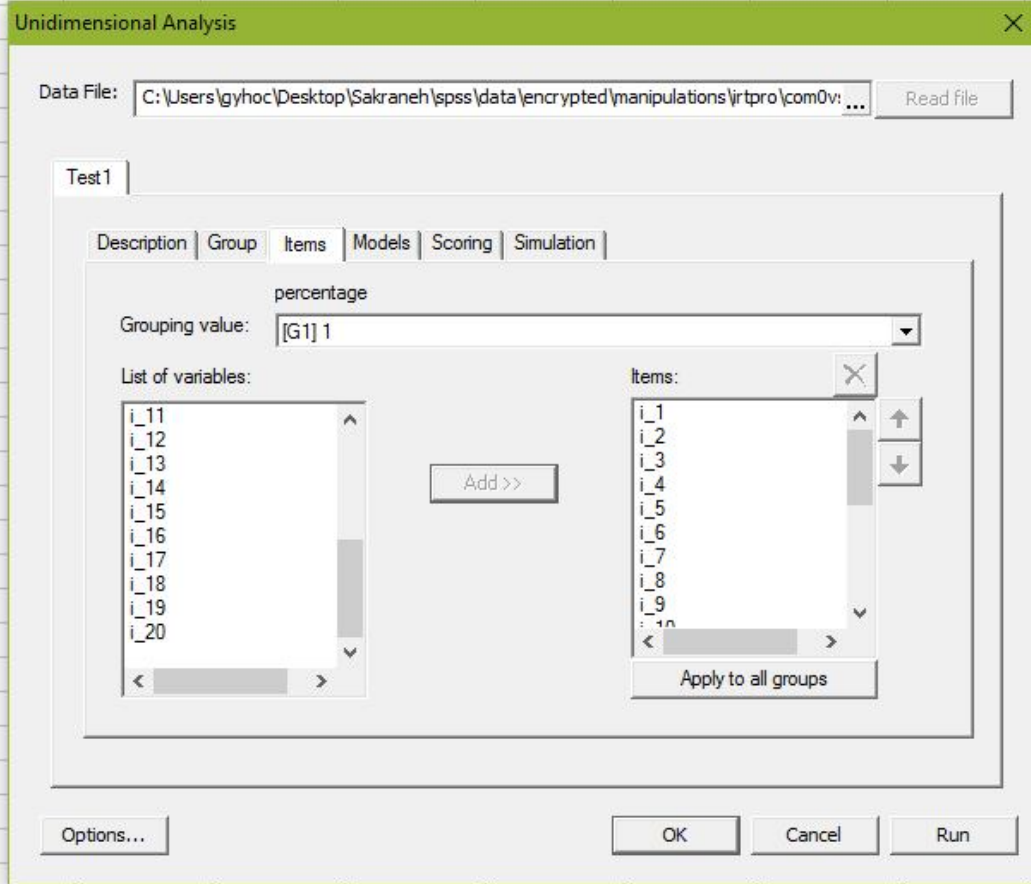 Unidimensional Analysis
Data File: C:\Users\gyhoc\Desktop\Sakraneh\spss\data\encrypted\manipulations\irtpro\com0v: ... Read file
Test1
Description Group Items Models Scoring Simulation
percentage
Grouping value: [G1] 1
List of variables:
i_11
i_12
i_13
i_14
i_15
i_16
i_17
i_18
i_19
i_20
Add >>
Items:
i_1
i_2
i_3
i_4
i_5
i_6
i_7
i_8
i_9
i_10
Apply to all groups
Options... OK Cancel Run